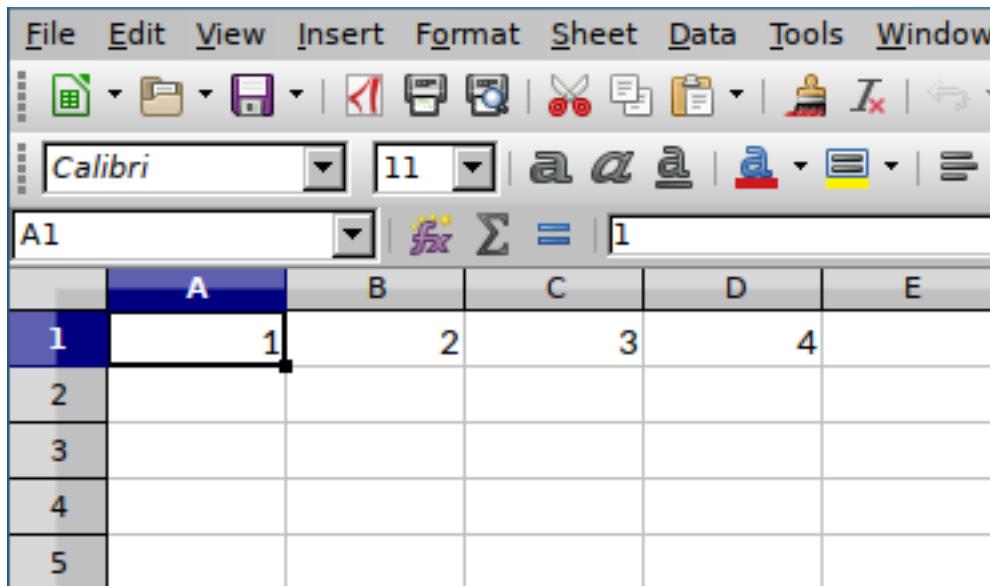 File Edit View Insert Format Sheet Data Tools Window
Calibri 11 a a a a
A1 fx Σ = 1
A B C D E
1 1 2 3 4
2
3
4
5